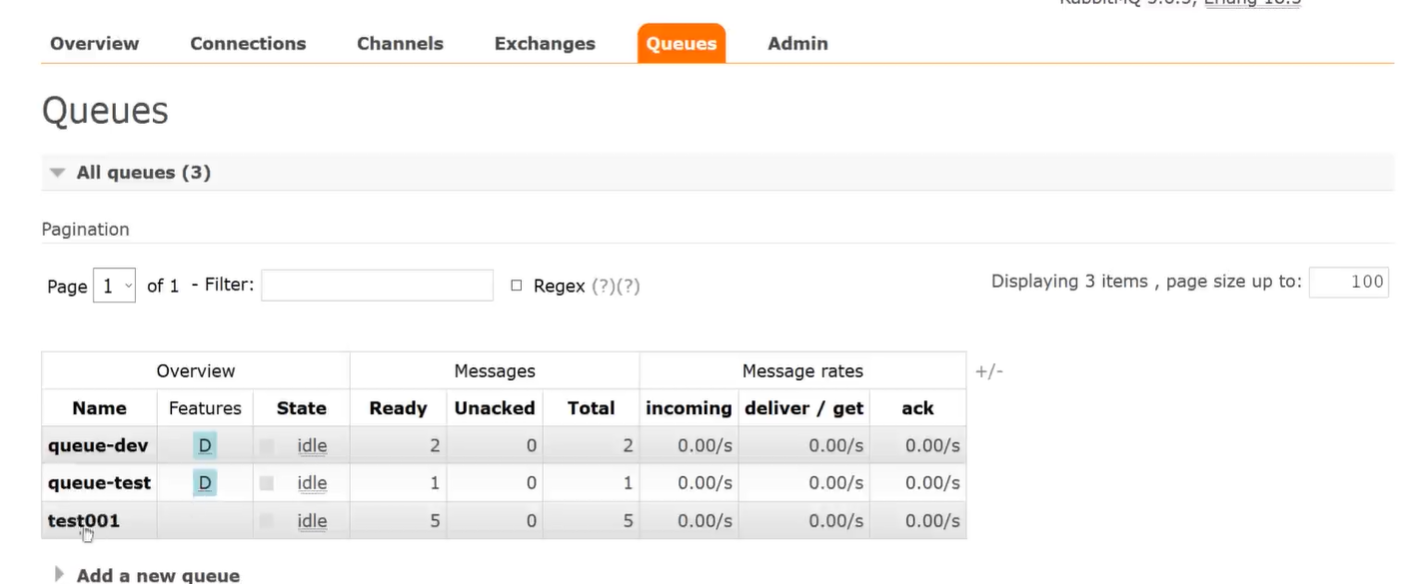 Overview Connections Channels Exchanges Queues Admin
Queues
All queues (3)
Pagination
Page 1 of 1 - Filter: Regex (?)(?) Displaying 3 items , page size up to: 100
Overview Messages Message rates +/-
Name Features State Ready Unacked Total incoming deliver / get ack
queue-dev D idle 2 0 2 0.00/s 0.00/s 0.00/s
queue-test D idle 1 0 1 0.00/s 0.00/s 0.00/s
test001 idle 5 0 5 0.00/s 0.00/s 0.00/s
Add a new queue